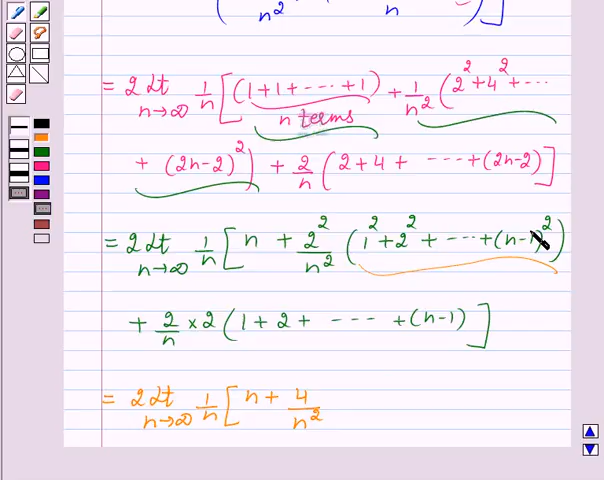 n² n
= 2 Lt n→∞ 1/n [ (1+1+-----+1) + 1/n² (2²+4²+---
n terms
+ (2n-2)² ) + 2/n (2+4+ -----+(2n-2) ]
= 2 Lt n→∞ 1/n [ n + 2²/n² (1²+2²+ ----+(n-1)² )
+ 2/n × 2 ( 1+2+ ---- +(n-1) ]
= 2 Lt n→∞ 1/n [ n + 4/n²